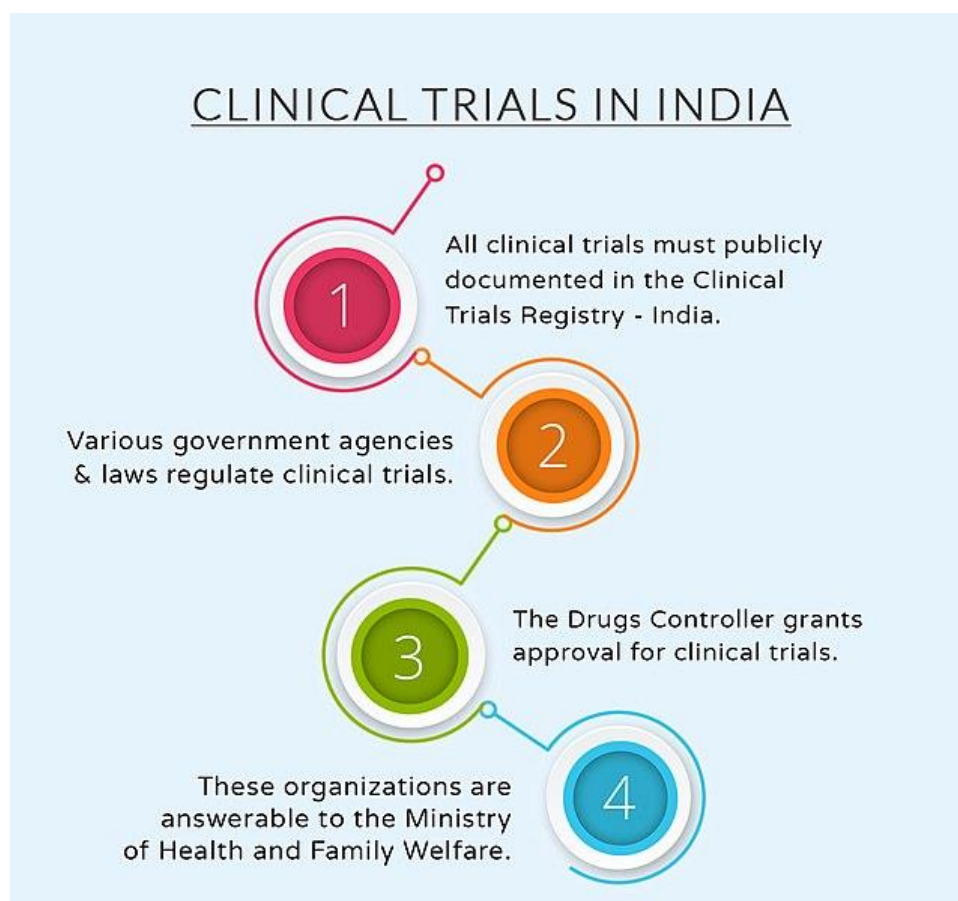 CLINICAL TRIALS IN INDIA
1
All clinical trials must publicly
documented in the Clinical
Trials Registry - India.
2
Various government agencies
& laws regulate clinical trials.
3
The Drugs Controller grants
approval for clinical trials.
4
These organizations are
answerable to the Ministry
of Health and Family Welfare.